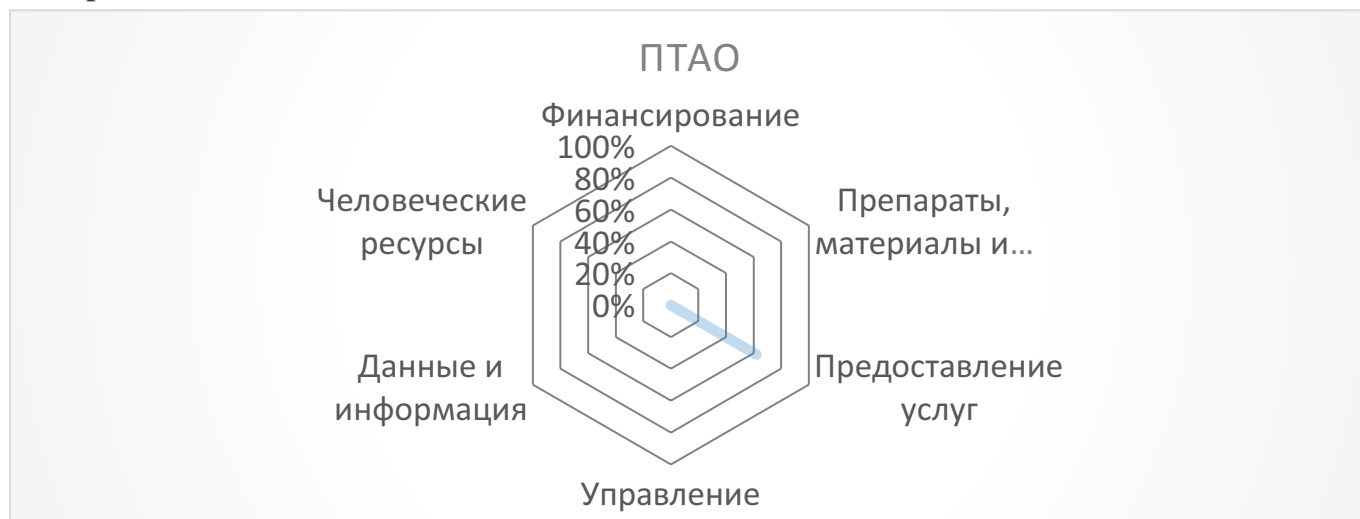 ПТАО
Финансирование
100%
80%
60%
40%
20%
0%
Человеческие
ресурсы
Препараты,
материалы и...
Данные и
информация
Предоставление
услуг
Управление